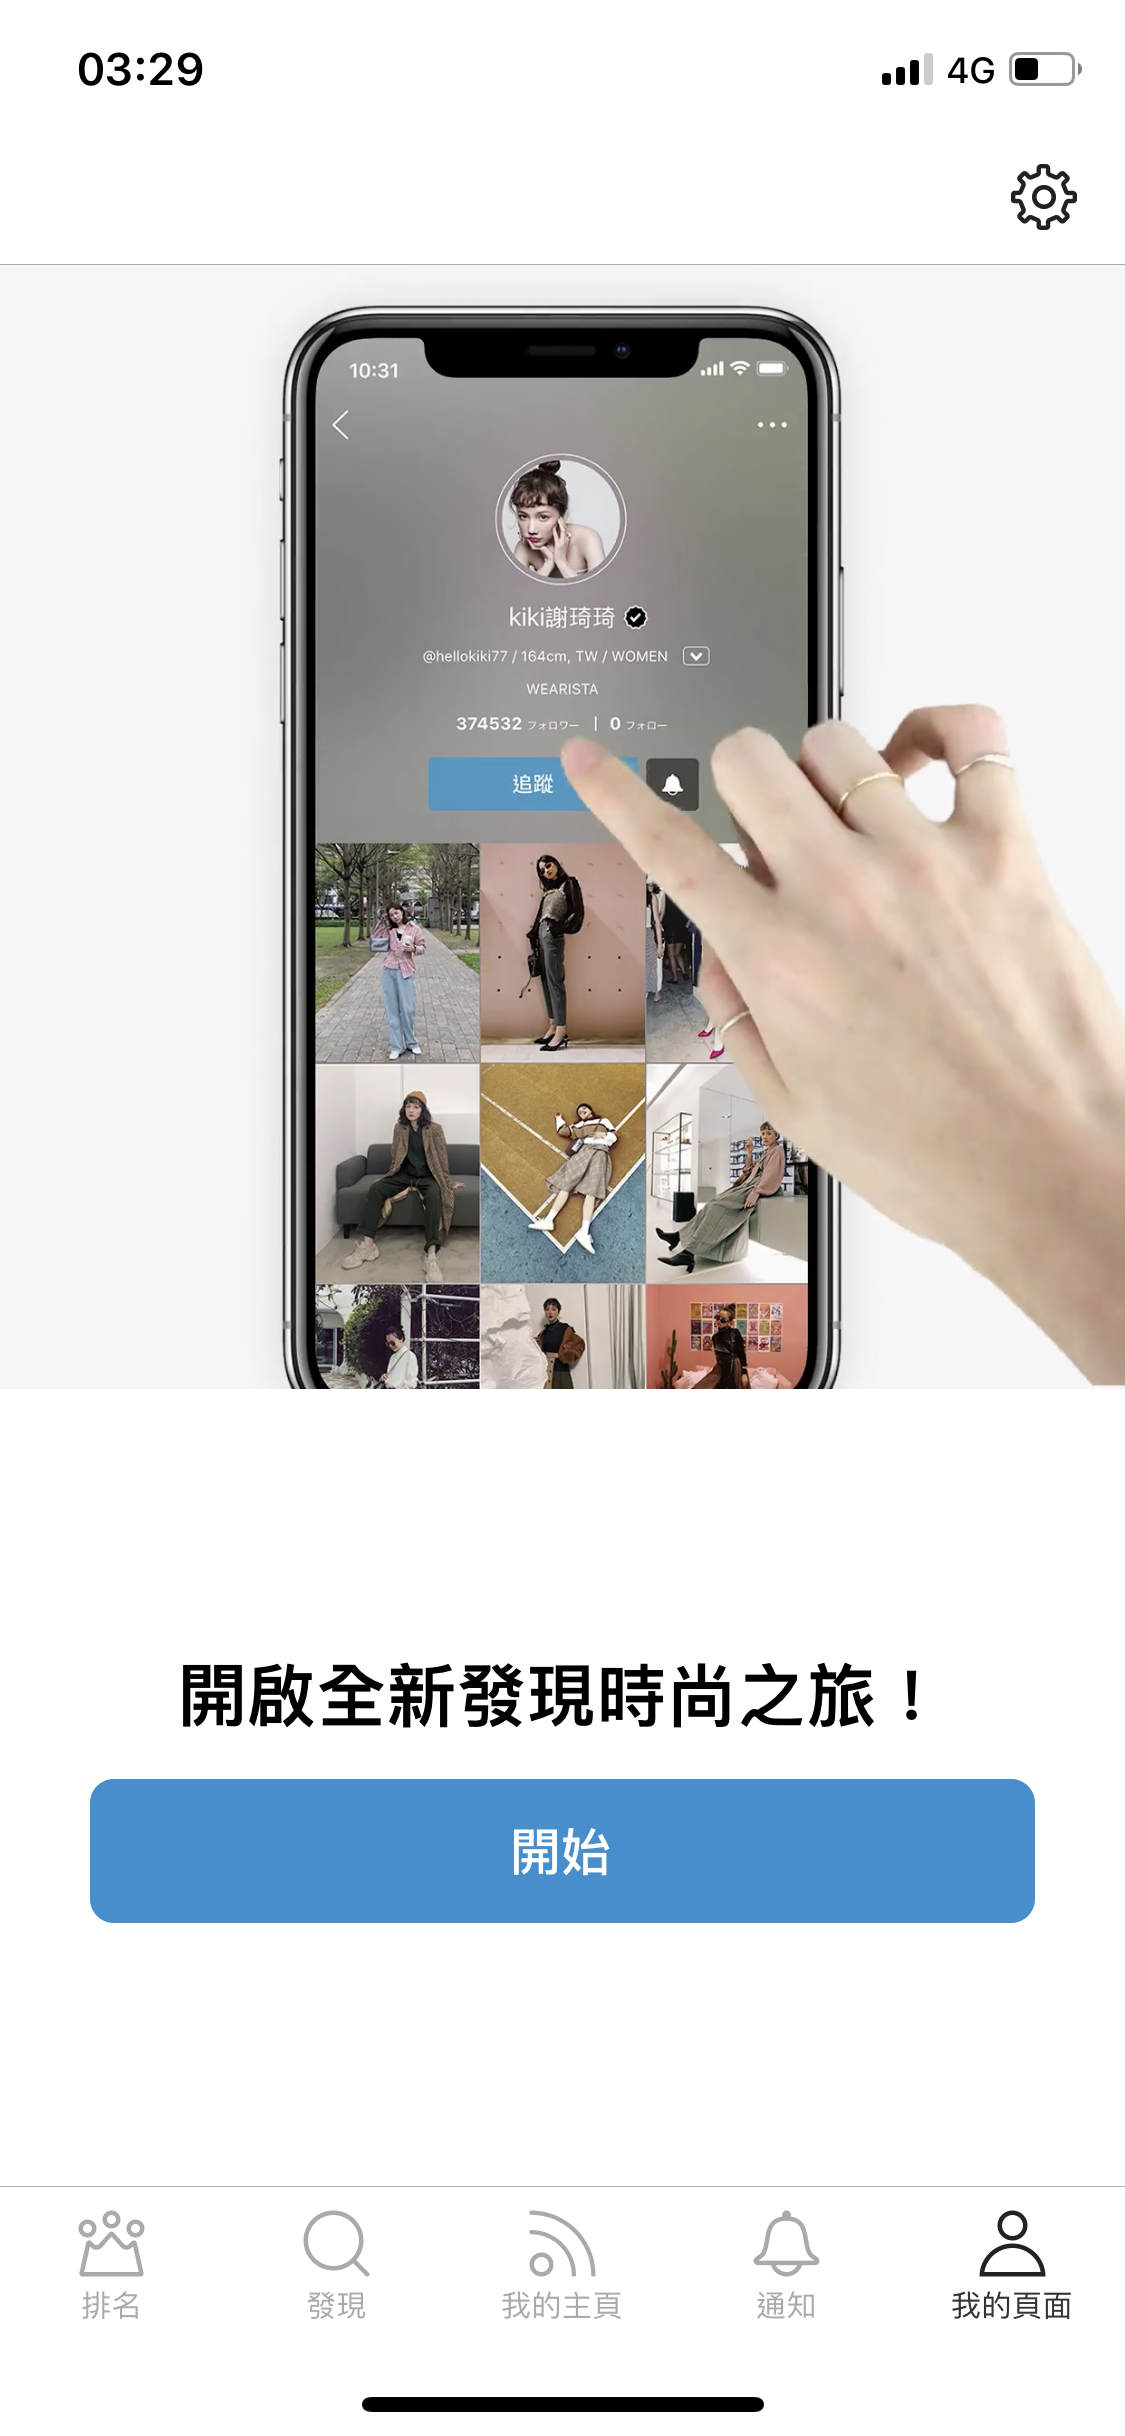 03:29
4G
10:31
kiki謝琦琦
@hellokiki77 / 164cm, TW / WOMEN
WEARISTA
374532 フォロワー | 0 フォロー
追蹤
開啟全新發現時尚之旅！
開始
排名
發現
我的主頁
通知
我的頁面